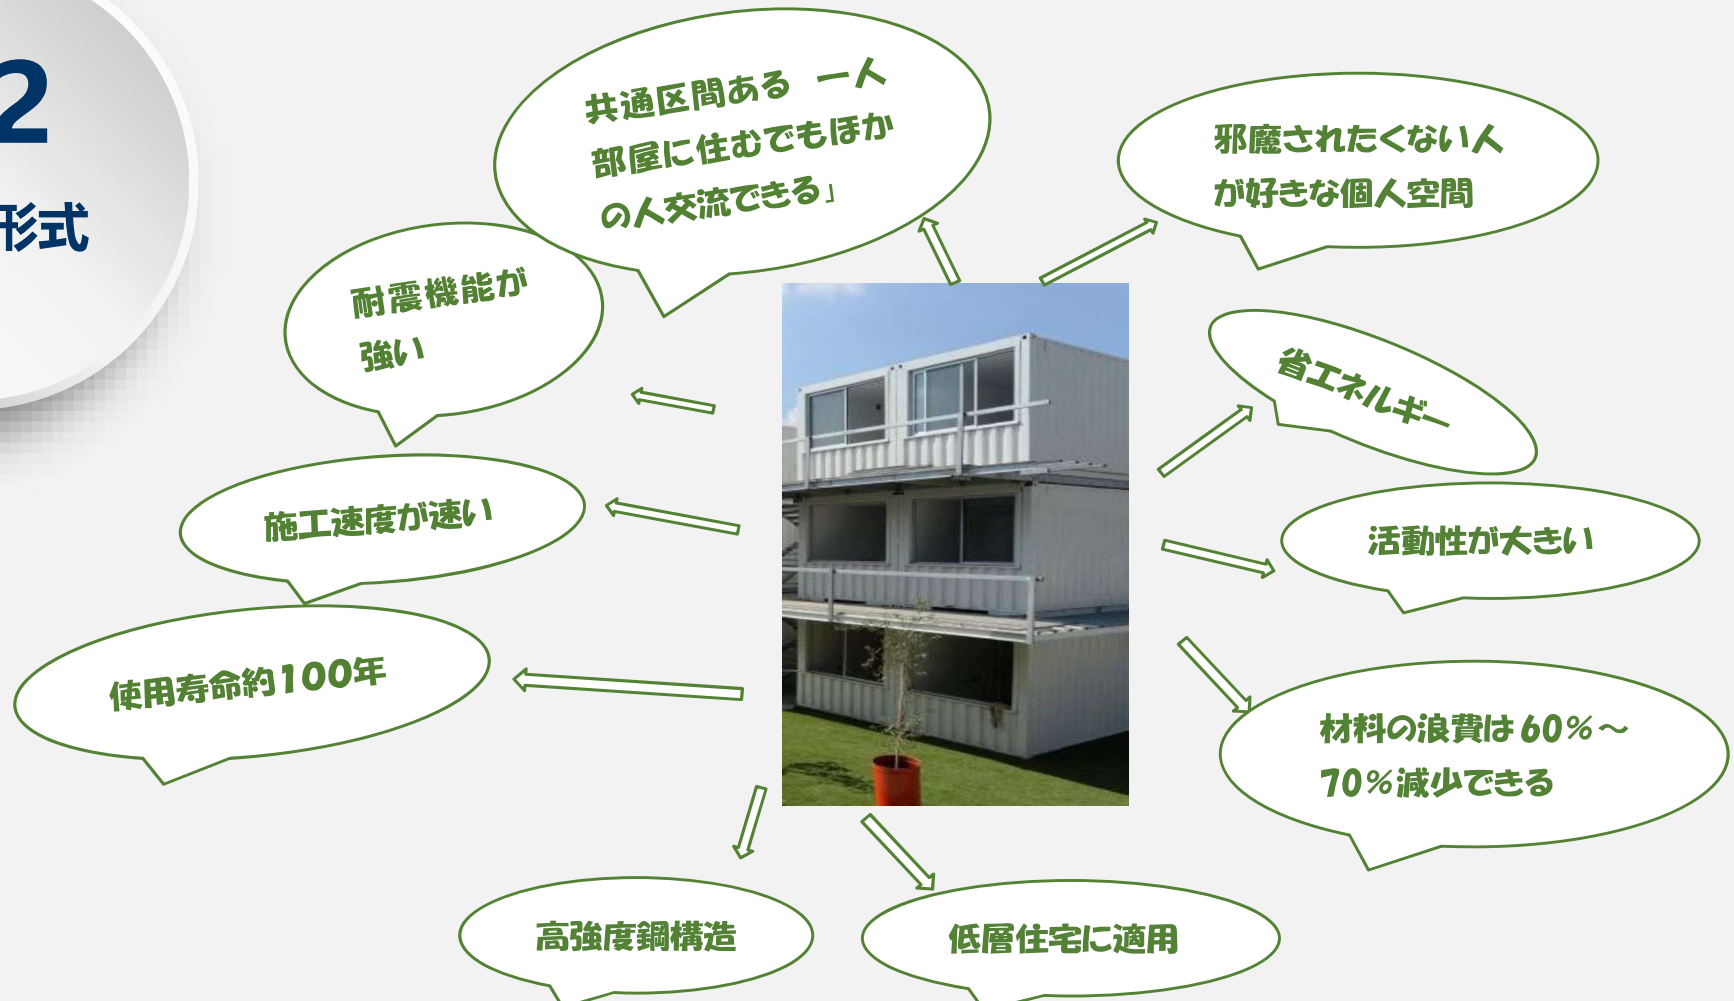 2
形式
共通区間ある　一人
部屋に住むでもほか
の人交流できる」
邪魔されたくない人
が好きな個人空間
耐震機能が
強い
省エネルギー
施工速度が速い
活動性が大きい
使用寿命約100年
材料の浪費は60%～
70%減少できる
高強度鋼構造
低層住宅に適用